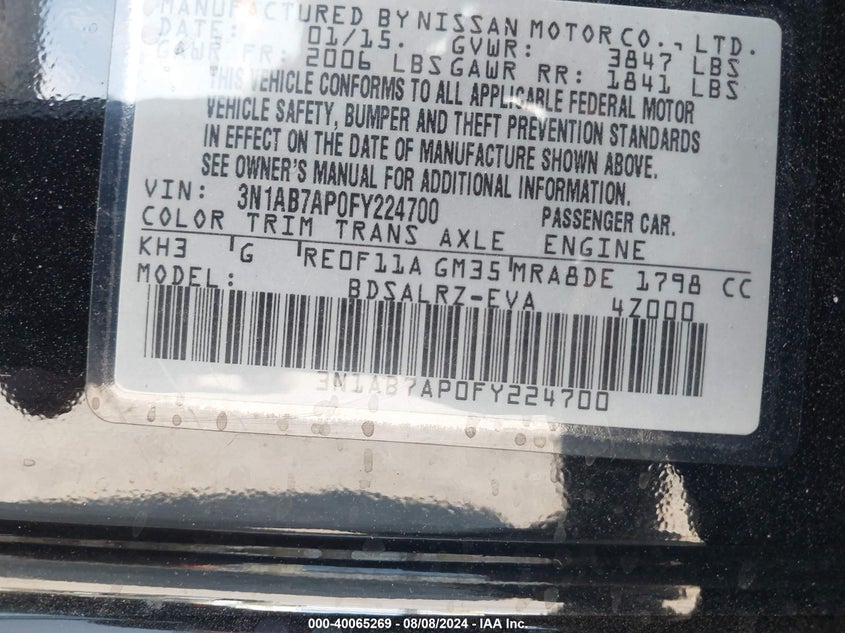 MANUFACTURED BY NISSAN MOTOR CO., LTD.
DATE: 01/15. GVWR: 3847 LBS
GAWR FR: 2006 LBS GAWR RR: 1841 LBS
THIS VEHICLE CONFORMS TO ALL APPLICABLE FEDERAL MOTOR
VEHICLE SAFETY, BUMPER AND THEFT PREVENTION STANDARDS
IN EFFECT ON THE DATE OF MANUFACTURE SHOWN ABOVE.
SEE OWNER'S MANUAL FOR ADDITIONAL INFORMATION.
VIN: 3N1AB7AP0FY224700 PASSENGER CAR.
COLOR TRIM TRANS AXLE ENGINE
KH3 G RE0F11A GM35 MRA8DE 1798 CC
MODEL: BDSALRZ-EVA 4Z000
3N1AB7AP0FY224700
000-40065269 - 08/08/2024 - IAA Inc.